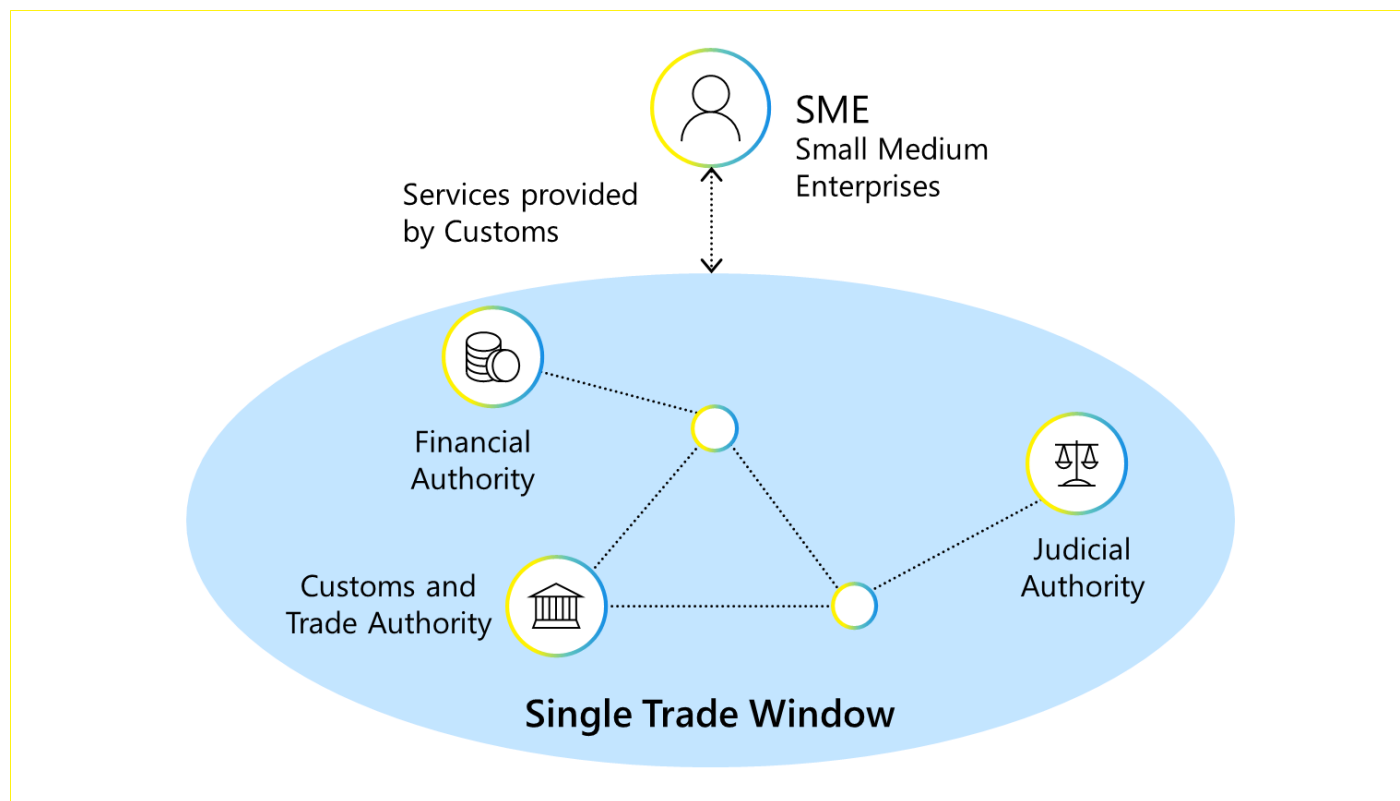 SME
Small Medium
Enterprises
Services provided
by Customs
Financial
Authority
Judicial
Authority
Customs and
Trade Authority
Single Trade Window